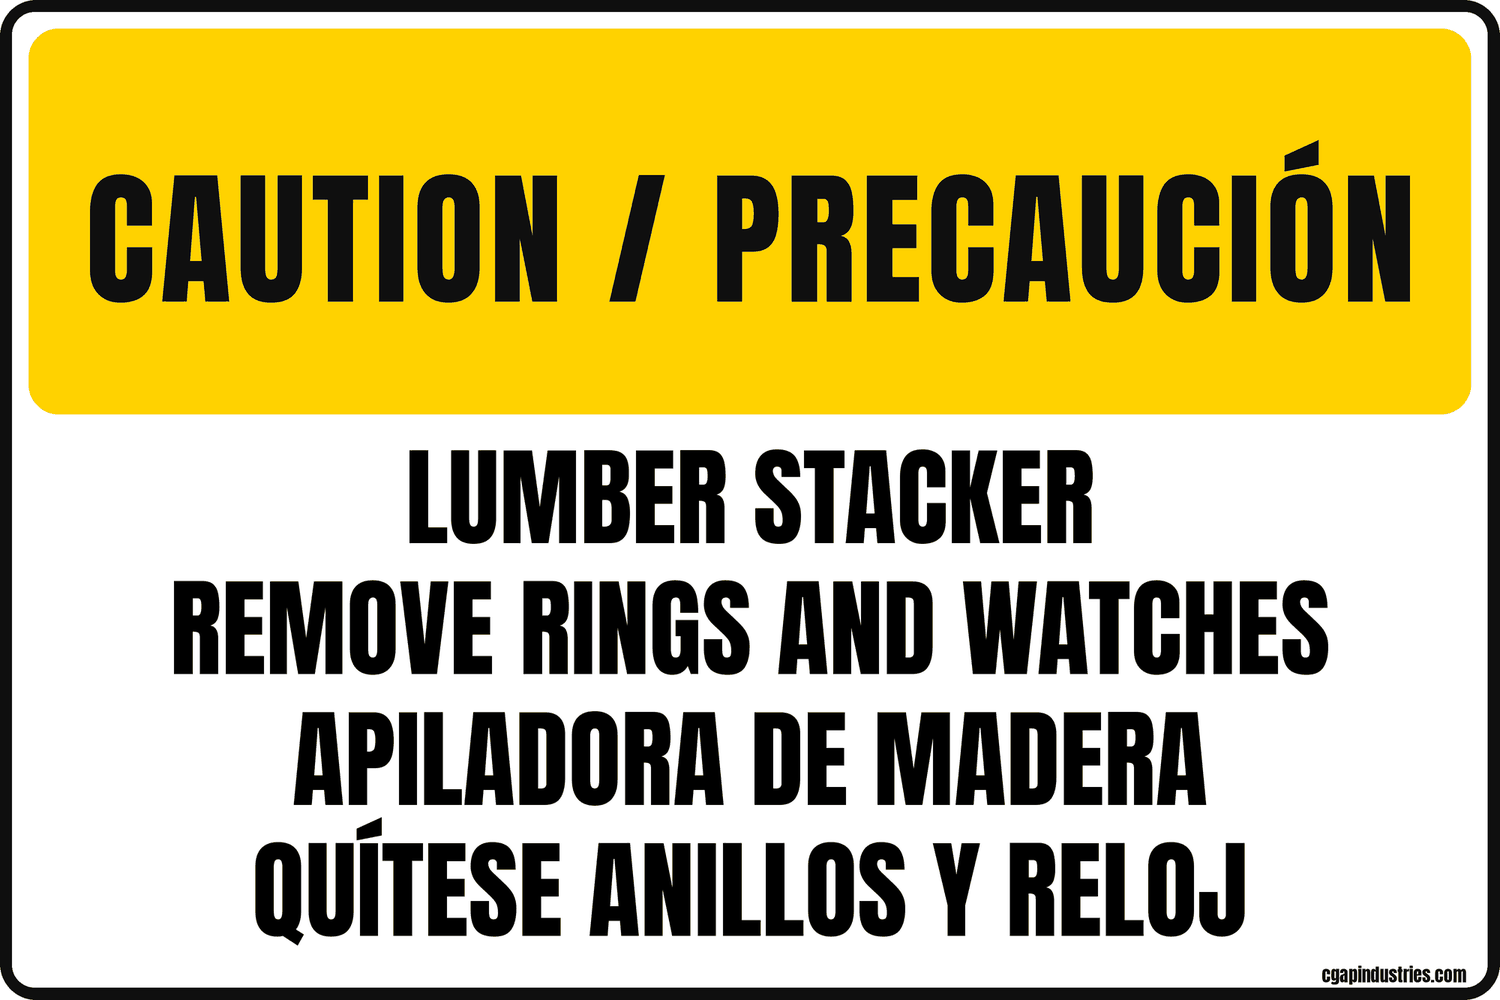 CAUTION / PRECAUCIÓN
LUMBER STACKER
REMOVE RINGS AND WATCHES
APILADORA DE MADERA
QUÍTESE ANILLOS Y RELOJ
cgapindustries.com